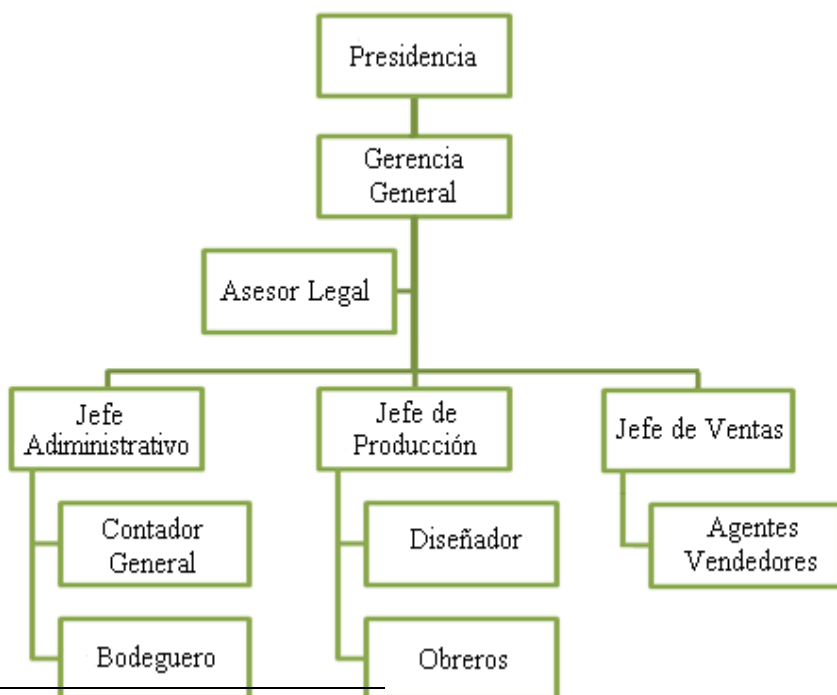 Presidencia
Gerencia
General
Asesor Legal
Jefe
Adiministrativo
Jefe de
Producción
Jefe de Ventas
Contador
General
Diseñador
Agentes
Vendedores
Bodeguero
Obreros